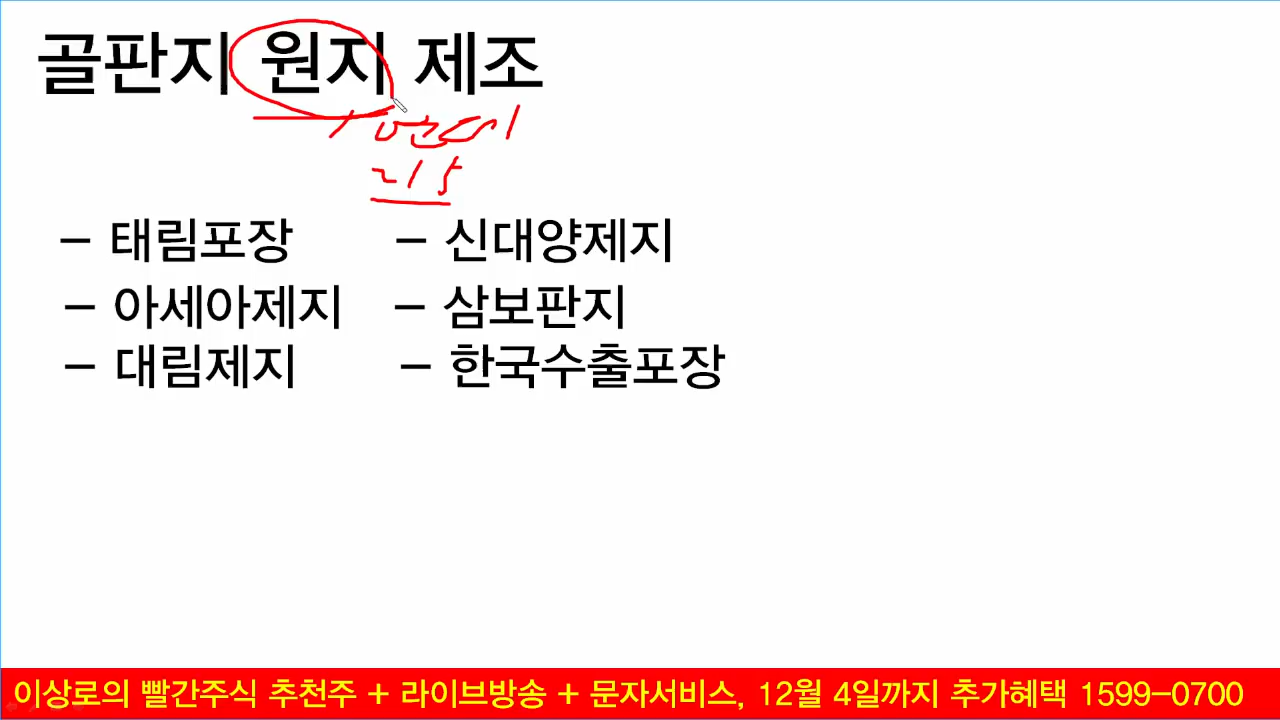 골판지 원지 제조
- 태림포장 - 신대양제지
- 아세아제지 - 삼보판지
- 대림제지 - 한국수출포장
이상로의 빨간주식 추천주 + 라이브방송 + 문자서비스, 12월 4일까지 추가혜택 1599-0700